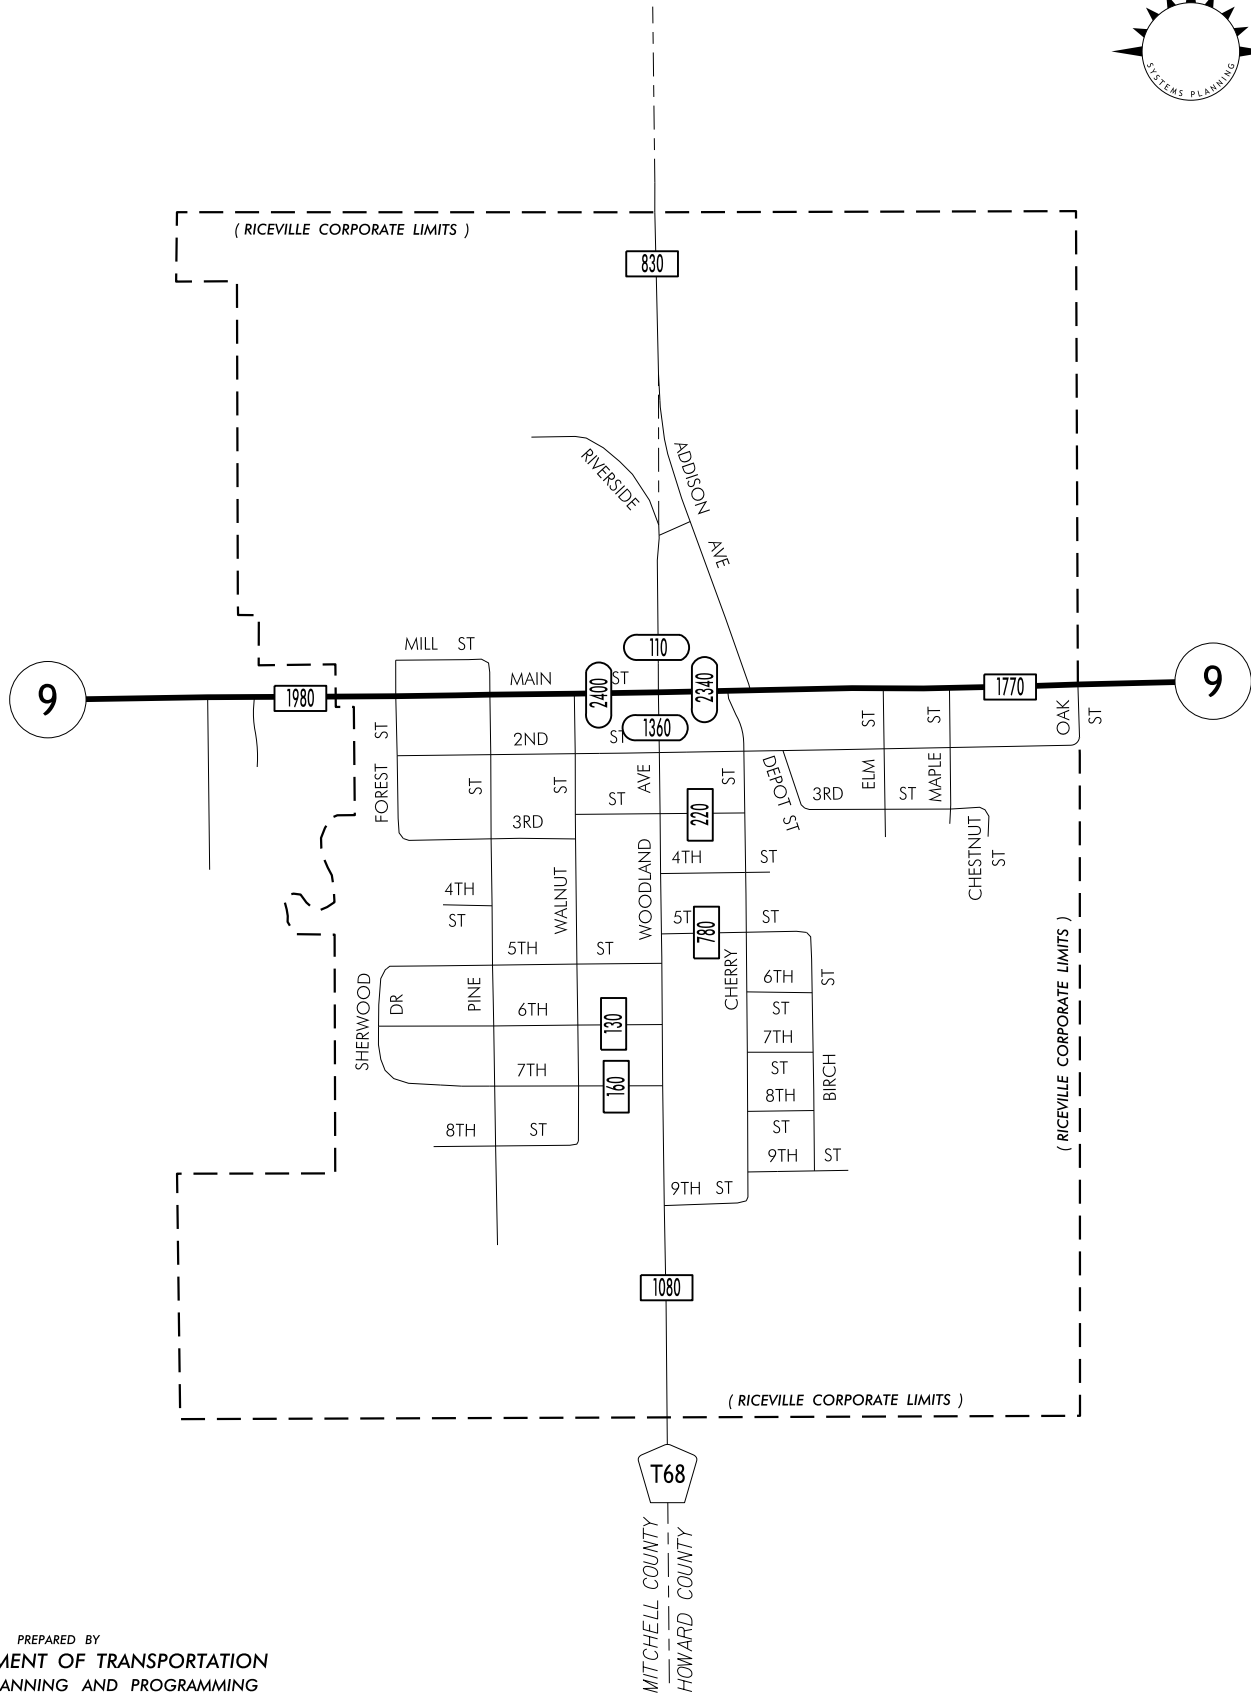 SYSTEMS PLANNING
( RICEVILLE CORPORATE LIMITS )
830
RIVERSIDE
ADDISON AVE
110
MILL ST
MAIN ST
2400
2340
1980
1770
9
9
1360
2ND ST
FOREST ST
OAK ST
ELM ST
MAPLE ST
DEPOT ST
3RD ST
3RD ST
220
CHESTNUT ST
WALNUT ST
WOODLAND AVE
4TH ST
4TH ST
5T ST
780
CHERRY ST
5TH ST
SHERWOOD DR
PINE ST
6TH
130
6TH ST
7TH ST
7TH
160
8TH ST
8TH ST
BIRCH ST
9TH ST
9TH ST
( RICEVILLE CORPORATE LIMITS )
1080
( RICEVILLE CORPORATE LIMITS )
T68
MITCHELL COUNTY
HOWARD COUNTY
PREPARED BY
MENT OF TRANSPORTATION
ANNING AND PROGRAMMING